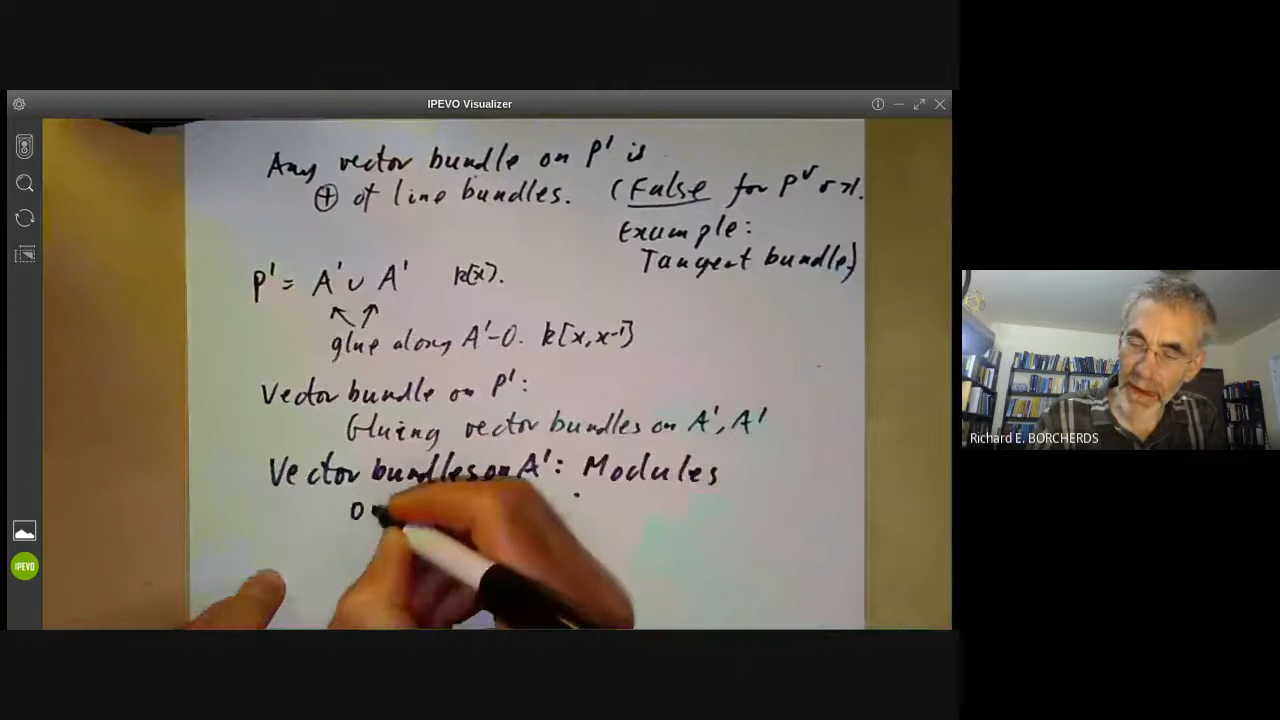 IPEVO Visualizer
Any vector bundle on P¹ is
⊕ of line bundles. (False for Pⁿ n>1.
Example:
Tangent bundle)
P¹ = A¹ ∪ A¹ k[x].
glue along A¹-0. k[x, x⁻¹]
Vector bundle on P¹:
Gluing vector bundles on A¹, A¹
Vector bundles on A¹: Modules
Richard E. BORCHERDS
IPEVO